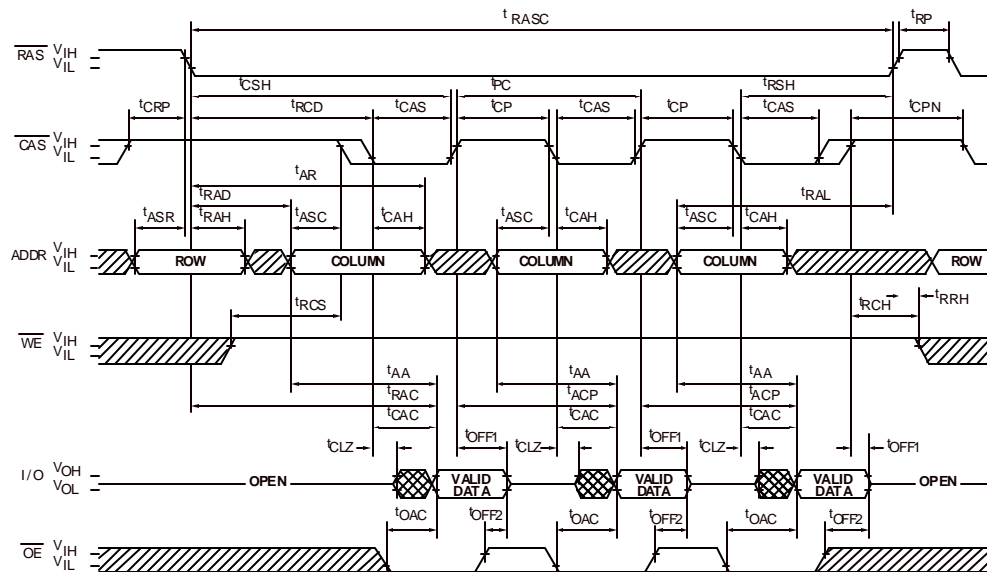 tRASC tRP
RAS VIH
VIL
tCSH tPC tRSH
tCRP tRCD tCAS tCP tCAS tCP tCAS tCPN
CAS VIH
VIL
tAR
tRAD tRAL
tASR tRAH tASC tCAH tASC tCAH tASC tCAH
ADDR VIH
VIL
ROW COLUMN COLUMN COLUMN ROW
tRCS tRCH tRRH
WE VIH
VIL
tAA tAA tAA
tRAC tACP tACP
tCAC tCAC tCAC
tCLZ tOFF1 tCLZ tOFF1 tCLZ tOFF1
I/O VOH
VOL
OPEN VALID DATA VALID DATA VALID DATA OPEN
tOAC tOFF2 tOAC tOFF2 tOAC tOFF2
OE VIH
VIL